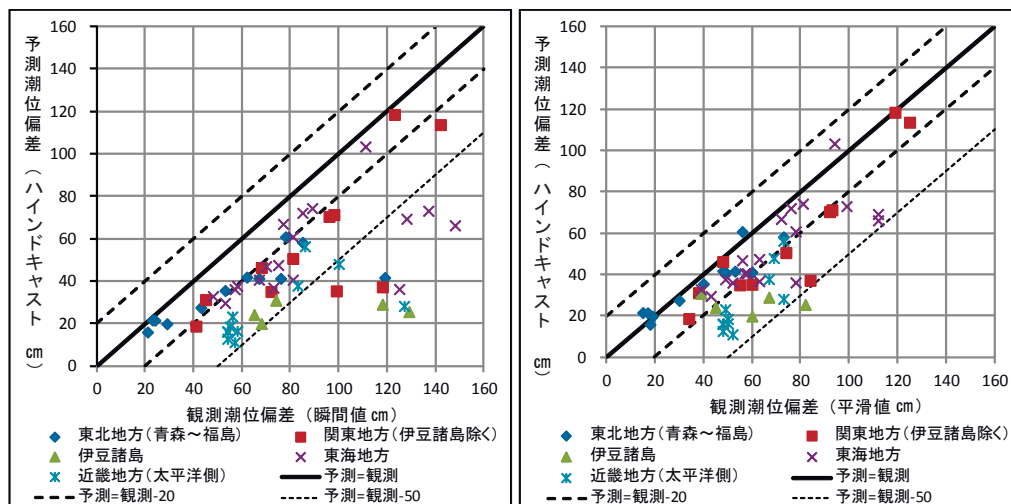 予測潮位偏差（ハインドキャスト）cm
160
140
120
100
80
60
40
20
0
0 20 40 60 80 100 120 140 160
観測潮位偏差（瞬間値 cm）
東北地方（青森～福島）
関東地方（伊豆諸島除く）
伊豆諸島
東海地方
近畿地方（太平洋側）
予測=観測
予測=観測-20
予測=観測-50
予測潮位偏差（ハインドキャスト）cm
160
140
120
100
80
60
40
20
0
0 20 40 60 80 100 120 140 160
観測潮位偏差（平滑値 cm）
東北地方（青森～福島）
関東地方（伊豆諸島除く）
伊豆諸島
東海地方
近畿地方（太平洋側）
予測=観測
予測=観測-20
予測=観測-50